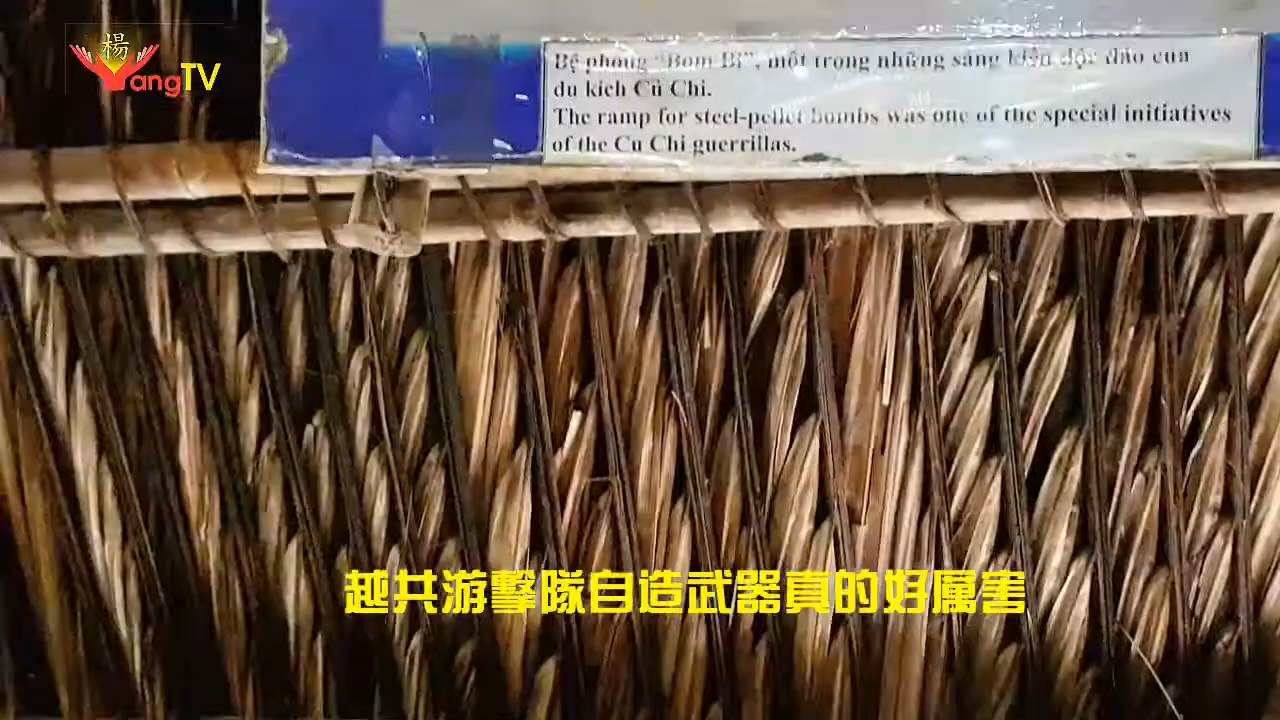 楊
YangTV
Bệ phóng "Bom Bi", một trong những sáng kiến độc đáo của
du kích Củ Chi.
The ramp for steel-pellet bombs was one of the special initiatives
of the Cu Chi guerrillas.
越共游擊隊自造武器真的好厲害